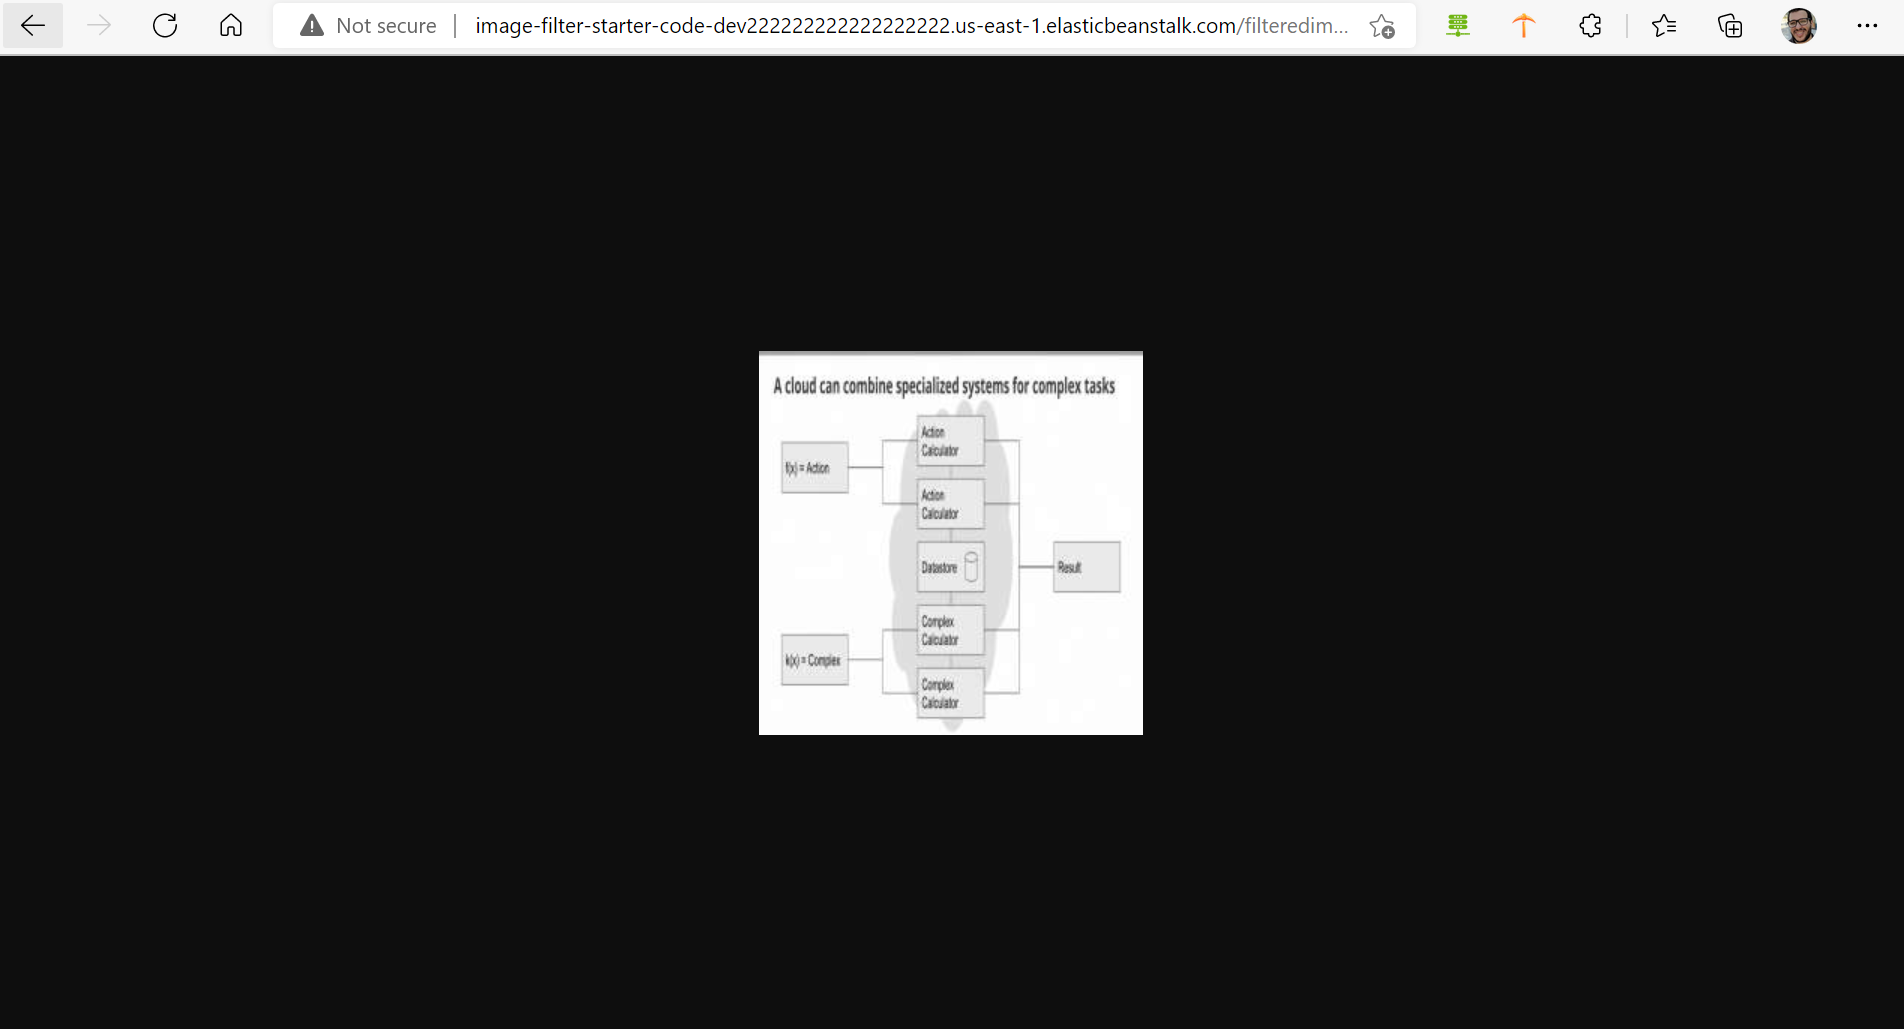 Not secure
image-filter-starter-code-dev222222222222222222.us-east-1.elasticbeanstalk.com/filteredim...
A cloud can combine specialized systems for complex tasks
Action
Calculator
f(x) = Action
Action
Calculator
Datastore
Result
Complex
Calculator
k(x) = Complex
Complex
Calculator